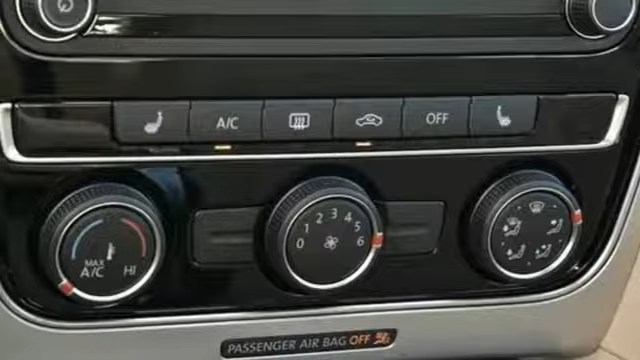 A/C
OFF
MAX
A/C HI
0 1 2 3 4 5 6
PASSENGER AIR BAG OFF